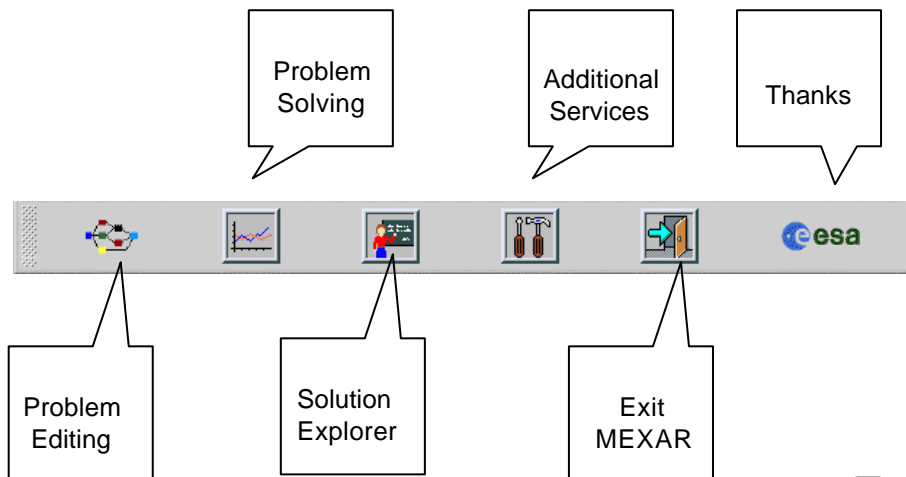 Problem
Solving
Additional
Services
Thanks
esa
Problem
Editing
Solution
Explorer
Exit
MEXAR